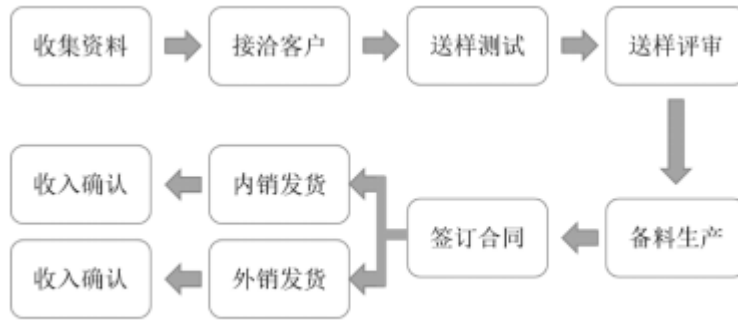 收集资料
接洽客户
送样测试
送样评审
备料生产
签订合同
内销发货
收入确认
外销发货
收入确认